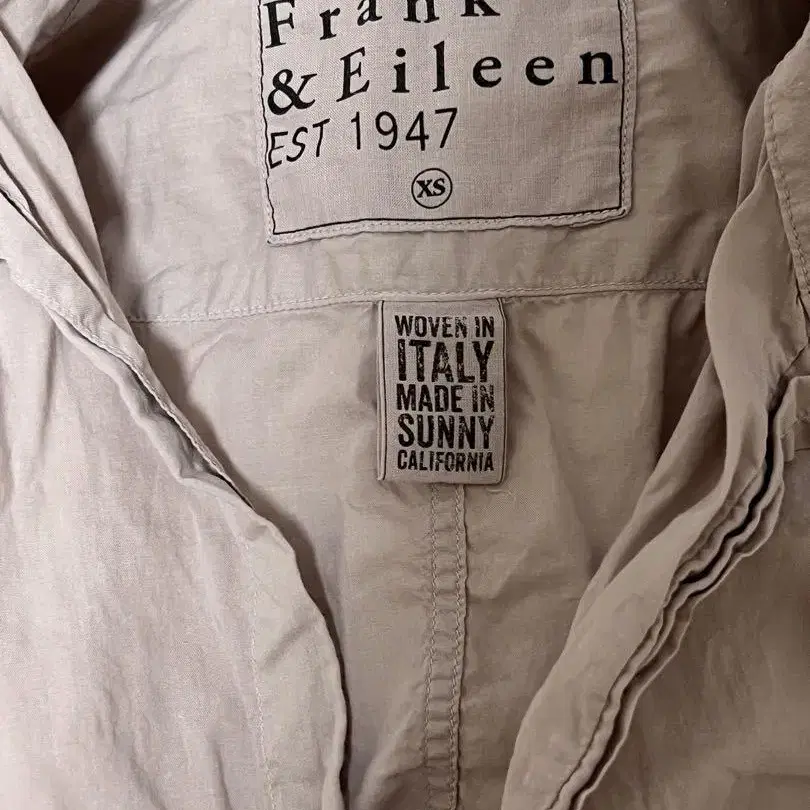 Frank
& Eileen
EST 1947
XS
WOVEN IN
ITALY
MADE IN
SUNNY
CALIFORNIA